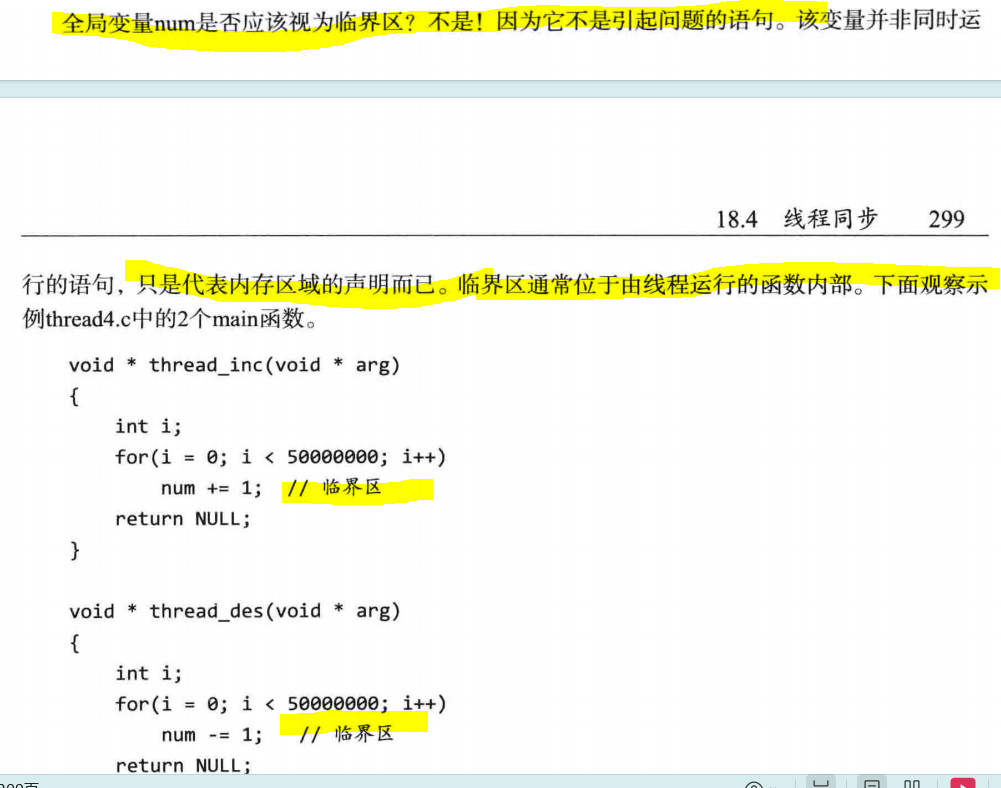 全局变量num是否应该视为临界区？不是！因为它不是引起问题的语句。该变量并非同时运
18.4 线程同步 299
行的语句，只是代表内存区域的声明而已。临界区通常位于由线程运行的函数内部。下面观察示
例thread4.c中的2个main函数。
void * thread_inc(void * arg)
{
int i;
for(i = 0; i < 50000000; i++)
num += 1; // 临界区
return NULL;
}
void * thread_des(void * arg)
{
int i;
for(i = 0; i < 50000000; i++)
num -= 1; // 临界区
return NULL;